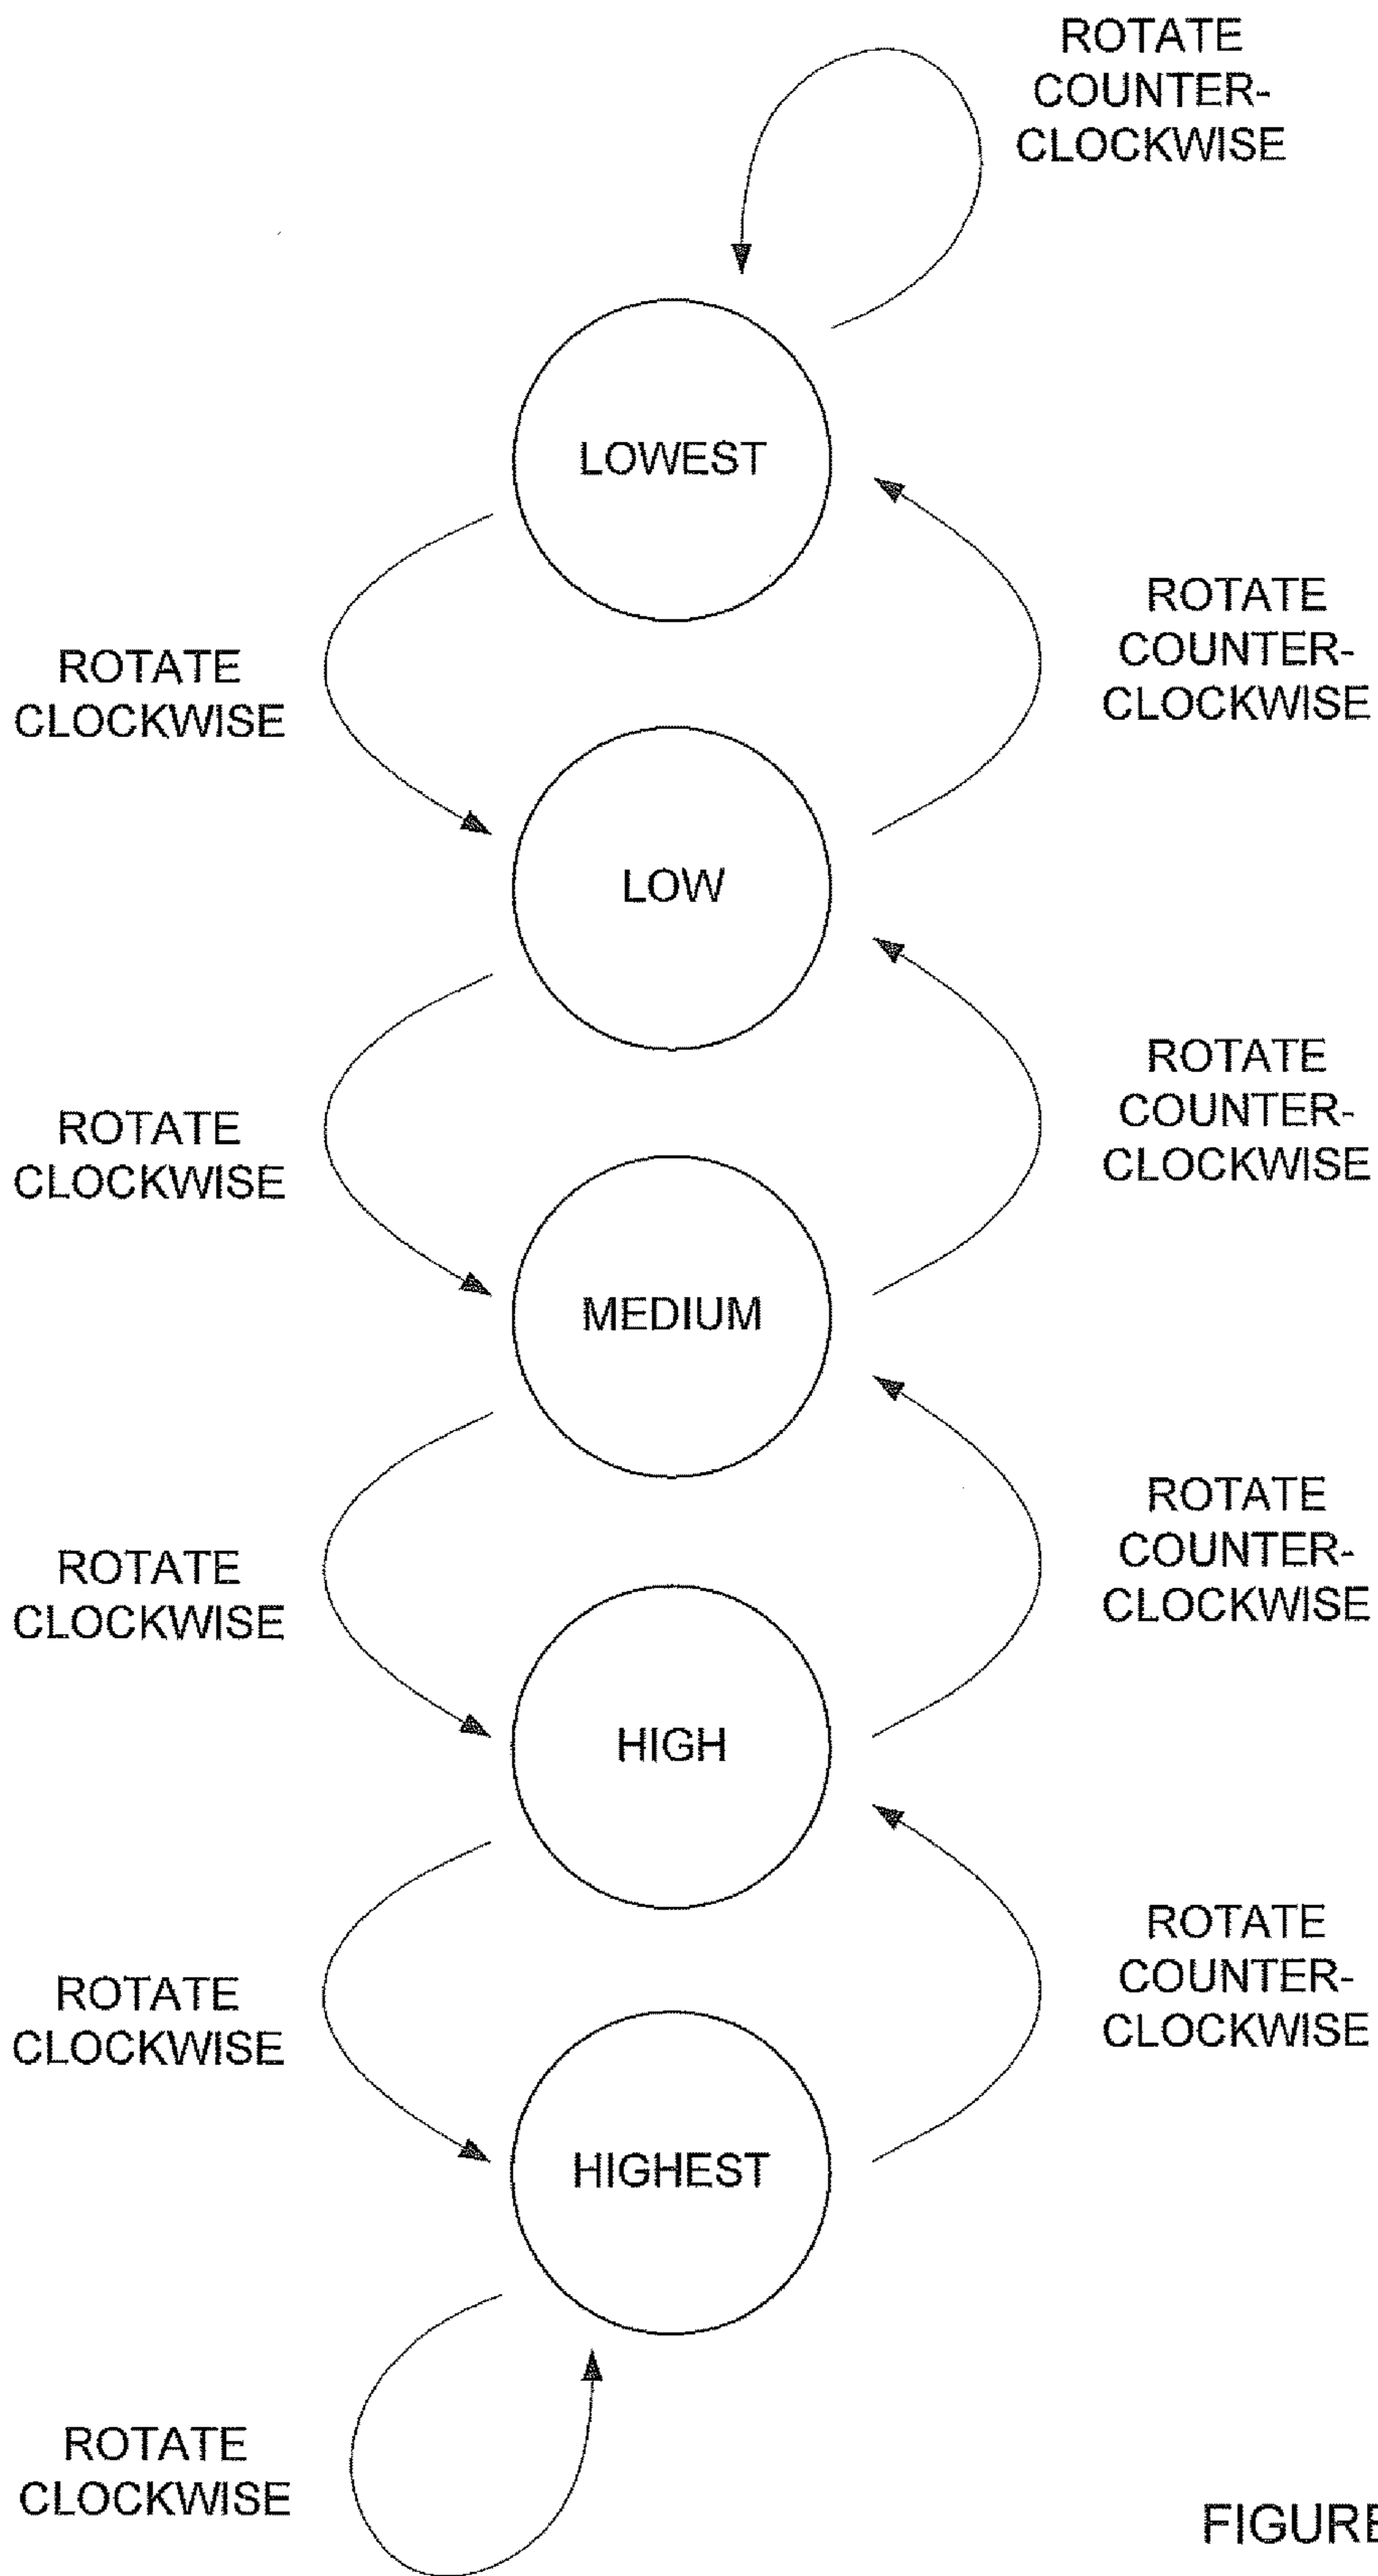 ROTATE
COUNTER-
CLOCKWISE
LOWEST
ROTATE
CLOCKWISE
ROTATE
COUNTER-
CLOCKWISE
LOW
ROTATE
CLOCKWISE
ROTATE
COUNTER-
CLOCKWISE
MEDIUM
ROTATE
CLOCKWISE
ROTATE
COUNTER-
CLOCKWISE
HIGH
ROTATE
CLOCKWISE
ROTATE
COUNTER-
CLOCKWISE
HIGHEST
ROTATE
CLOCKWISE
FIGURE